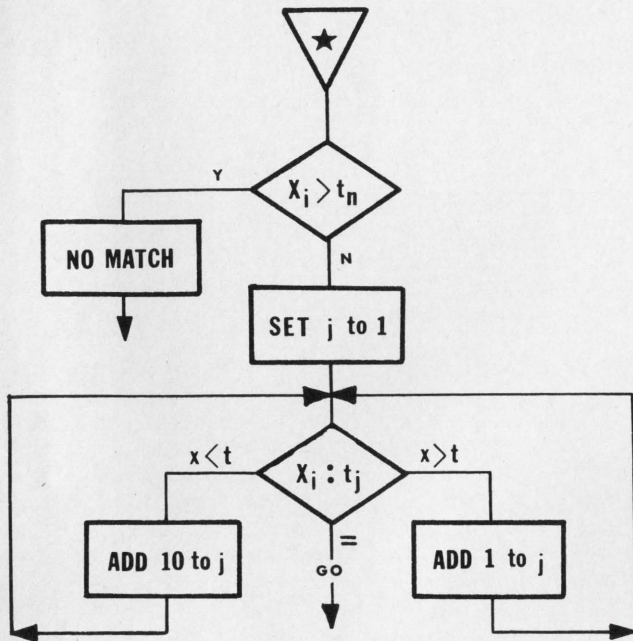 ★
Y
X_i > t_n
NO MATCH
N
SET j to 1
x < t
X_i : t_j
x > t
=
ADD 10 to j
GO
ADD 1 to j